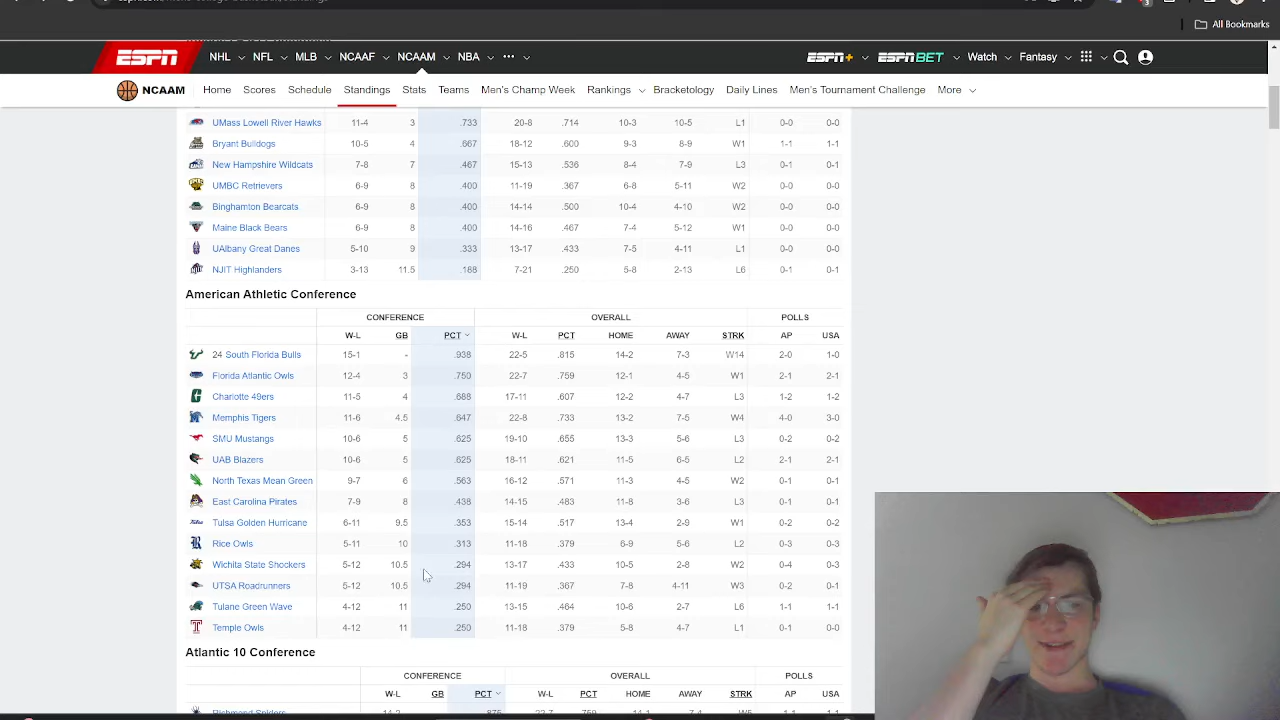 All Bookmarks
ESPN NHL NFL MLB NCAAF NCAAM NBA ESPN+ ESPN BET Watch Fantasy
NCAAM Home Scores Schedule Standings Stats Teams Men's Champ Week Rankings Bracketology Daily Lines Men's Tournament Challenge More
UMass Lowell River Hawks 11-4 3 .733 20-8 .714 10-3 10-5 L1 0-0 0-0
Bryant Bulldogs 10-5 4 .667 18-12 .600 9-3 8-9 W1 1-1 1-1
New Hampshire Wildcats 7-8 7 .467 15-13 .536 8-4 7-9 L3 0-1 0-1
UMBC Retrievers 6-9 8 .400 11-19 .367 6-8 5-11 W2 0-0 0-0
Binghamton Bearcats 6-9 8 .400 14-14 .500 10-4 4-10 W2 0-0 0-0
Maine Black Bears 6-9 8 .400 14-16 .467 7-4 5-12 W1 0-0 0-0
UAlbany Great Danes 5-10 9 .333 13-17 .433 7-5 4-11 L1 0-0 0-0
NJIT Highlanders 3-13 11.5 .188 7-21 .250 5-8 2-13 L6 0-1 0-1
American Athletic Conference
CONFERENCE OVERALL POLLS
W-L GB PCT W-L PCT HOME AWAY STRK AP USA
24 South Florida Bulls 15-1 - .938 22-5 .815 14-2 7-3 W14 2-0 1-0
Florida Atlantic Owls 12-4 3 .750 22-7 .759 12-1 4-5 W1 2-1 2-1
Charlotte 49ers 11-5 4 .688 17-11 .607 12-2 4-7 L3 1-2 1-2
Memphis Tigers 11-6 4.5 .647 22-8 .733 13-2 7-5 W4 4-0 3-0
SMU Mustangs 10-6 5 .625 19-10 .655 13-3 5-6 L3 0-2 0-2
UAB Blazers 10-6 5 .625 18-11 .621 11-5 6-5 L2 2-1 2-1
North Texas Mean Green 9-7 6 .563 16-12 .571 11-3 4-5 W2 0-1 0-1
East Carolina Pirates 7-9 8 .438 14-15 .483 11-8 3-6 L3 0-1 0-1
Tulsa Golden Hurricane 6-11 9.5 .353 15-14 .517 13-4 2-9 W1 0-2 0-2
Rice Owls 5-11 10 .313 11-18 .379 6-9 5-6 L2 0-3 0-3
Wichita State Shockers 5-12 10.5 .294 13-17 .433 10-5 2-8 W2 0-4 0-3
UTSA Roadrunners 5-12 10.5 .294 11-19 .367 7-8 4-11 W3 0-2 0-1
Tulane Green Wave 4-12 11 .250 13-15 .464 10-6 2-7 L6 1-1 1-1
Temple Owls 4-12 11 .250 11-18 .379 5-8 4-7 L1 0-1 0-0
Atlantic 10 Conference
CONFERENCE OVERALL POLLS
W-L GB PCT W-L PCT HOME AWAY STRK AP USA
Richmond Spiders